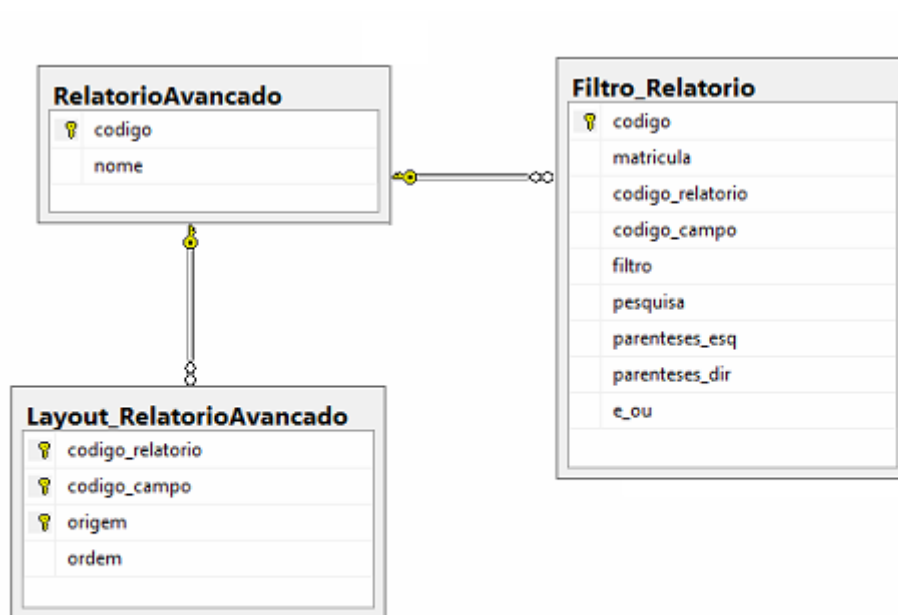 RelatorioAvancado
codigo
nome
Filtro_Relatorio
codigo
matricula
codigo_relatorio
codigo_campo
filtro
pesquisa
parenteses_esq
parenteses_dir
e_ou
Layout_RelatorioAvancado
codigo_relatorio
codigo_campo
origem
ordem